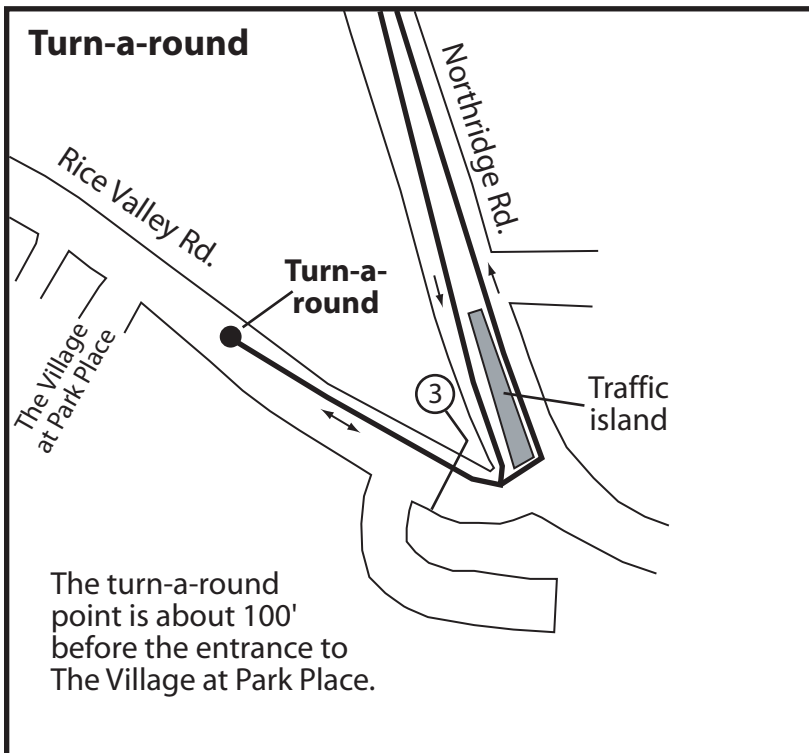 Turn-a-round
Northridge Rd.
Rice Valley Rd.
Turn-a-
round
The Village
at Park Place
3
Traffic
island
The turn-a-round
point is about 100'
before the entrance to
The Village at Park Place.